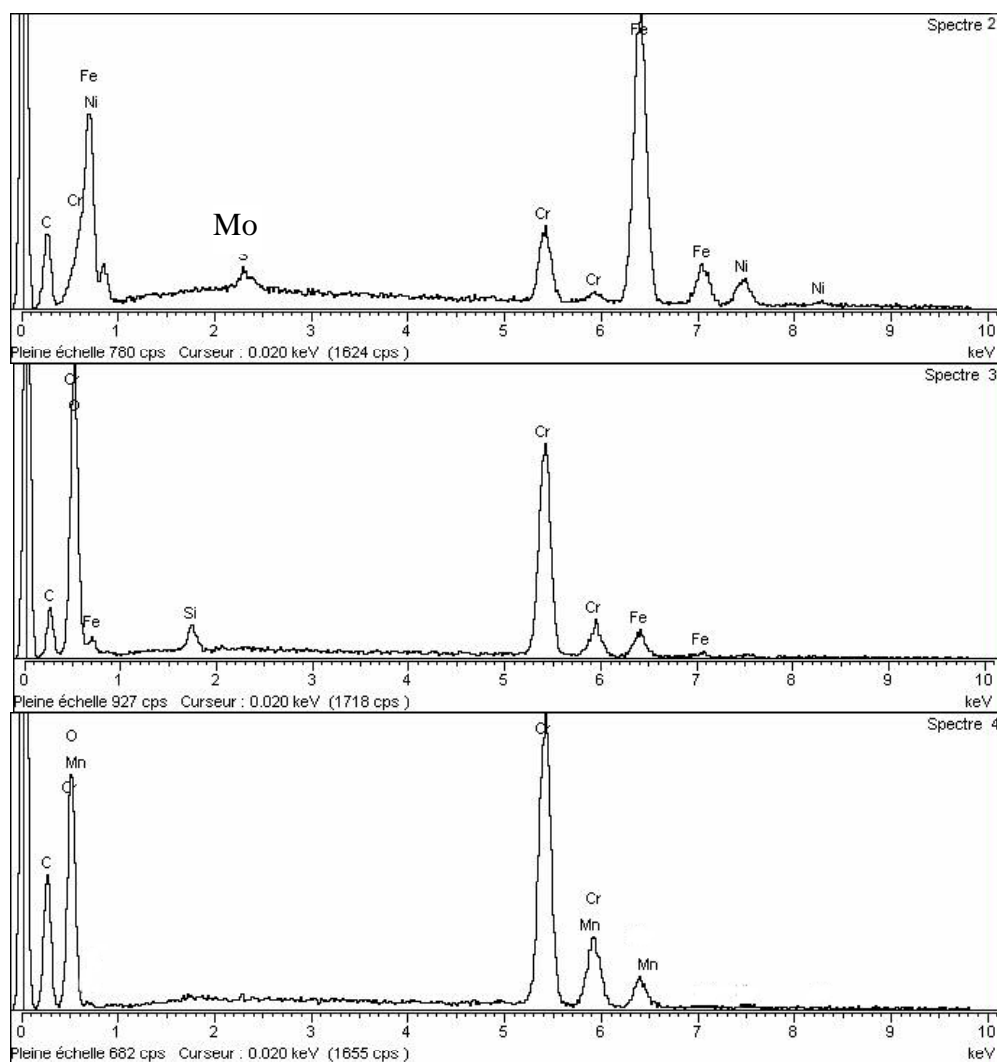 Spectre 2
Fe
Fe
Ni
Cr
C
Mo
S
Cr
Cr
Fe
Ni
Ni
0 1 2 3 4 5 6 7 8 9 10
Pleine échelle 780 cps Curseur : 0.020 keV (1624 cps ) keV
Spectre 3
Cr
O
Cr
C
Fe
Si
Cr
Fe
Fe
0 1 2 3 4 5 6 7 8 9 10
Pleine échelle 927 cps Curseur : 0.020 keV (1718 cps ) keV
Spectre 4
O
Mn
Cr
Cr
C
Cr
Mn
Mn
0 1 2 3 4 5 6 7 8 9 10
Pleine échelle 682 cps Curseur : 0.020 keV (1655 cps ) keV